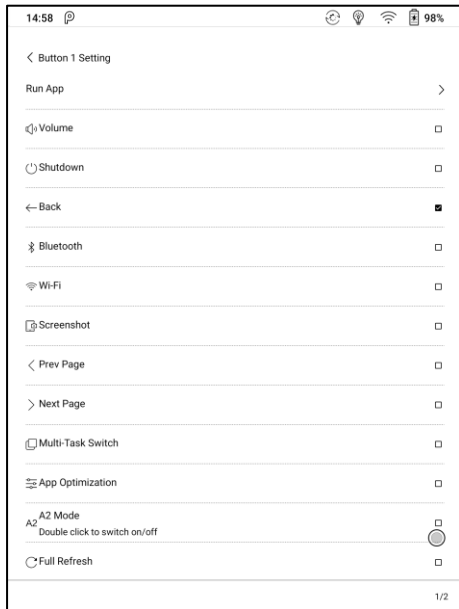 14:58 98%
Button 1 Setting
Run App
Volume
Shutdown
Back
Bluetooth
Wi-Fi
Screenshot
Prev Page
Next Page
Multi-Task Switch
App Optimization
A2 A2 Mode
Double click to switch on/off
Full Refresh
1/2